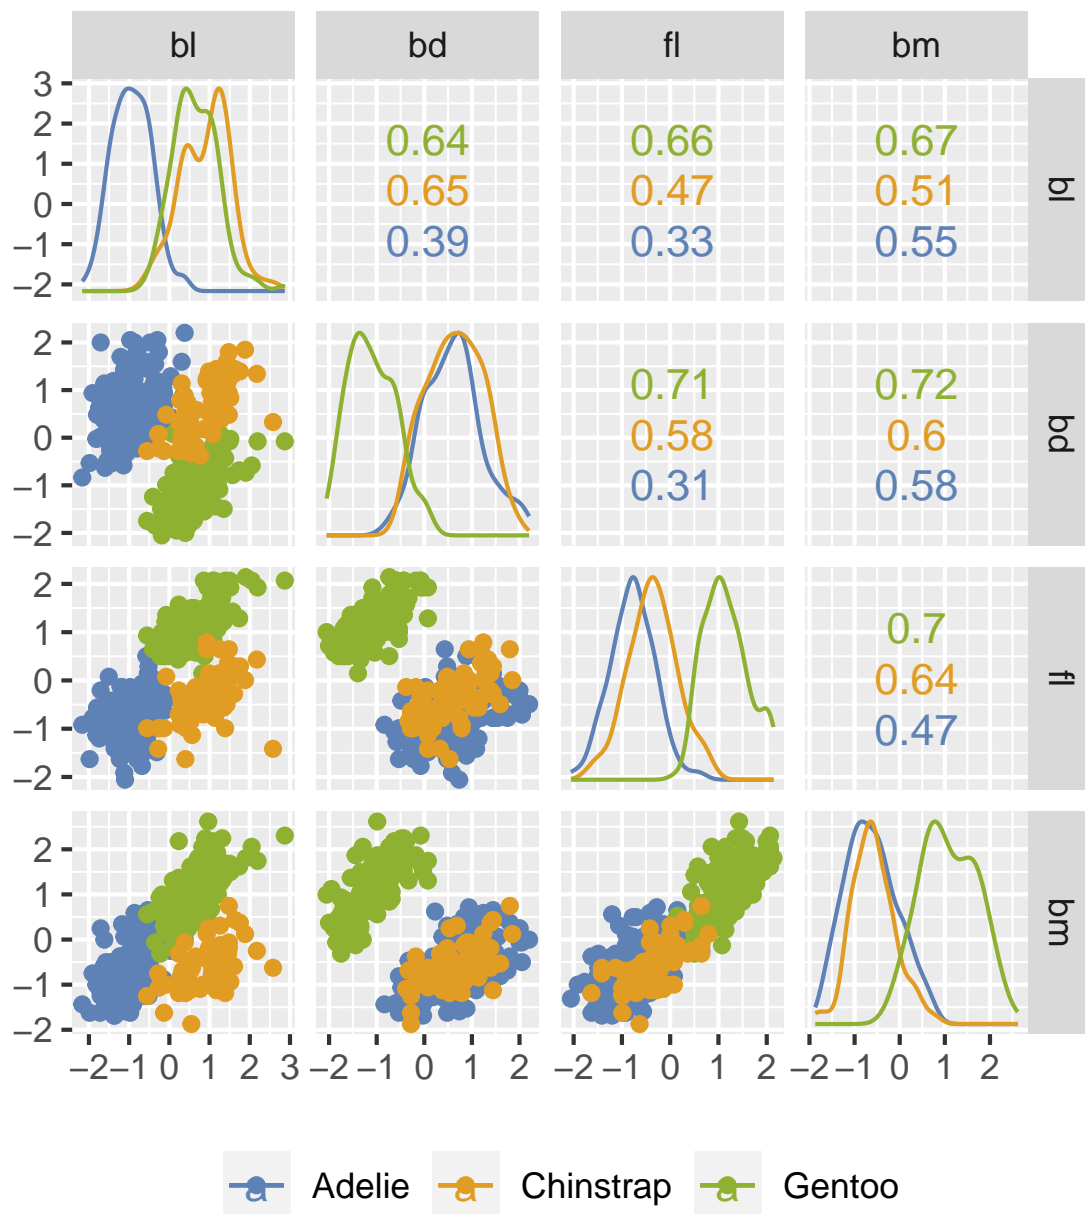 bl bd fl bm
3
2 0.64 0.66 0.67
1
0 0.65 0.47 0.51 bl
−1 0.39 0.33 0.55
−2
2
1 0.71 0.72
0 0.58 0.6 bd
−1 0.31 0.58
−2
2
1 0.7
0 0.64 fl
−1 0.47
−2
2
1
0 bm
−1
−2
−2 −1 0 1 2 3 −2 −1 0 1 2 −2 −1 0 1 2 −2 −1 0 1 2
a Adelie a Chinstrap a Gentoo